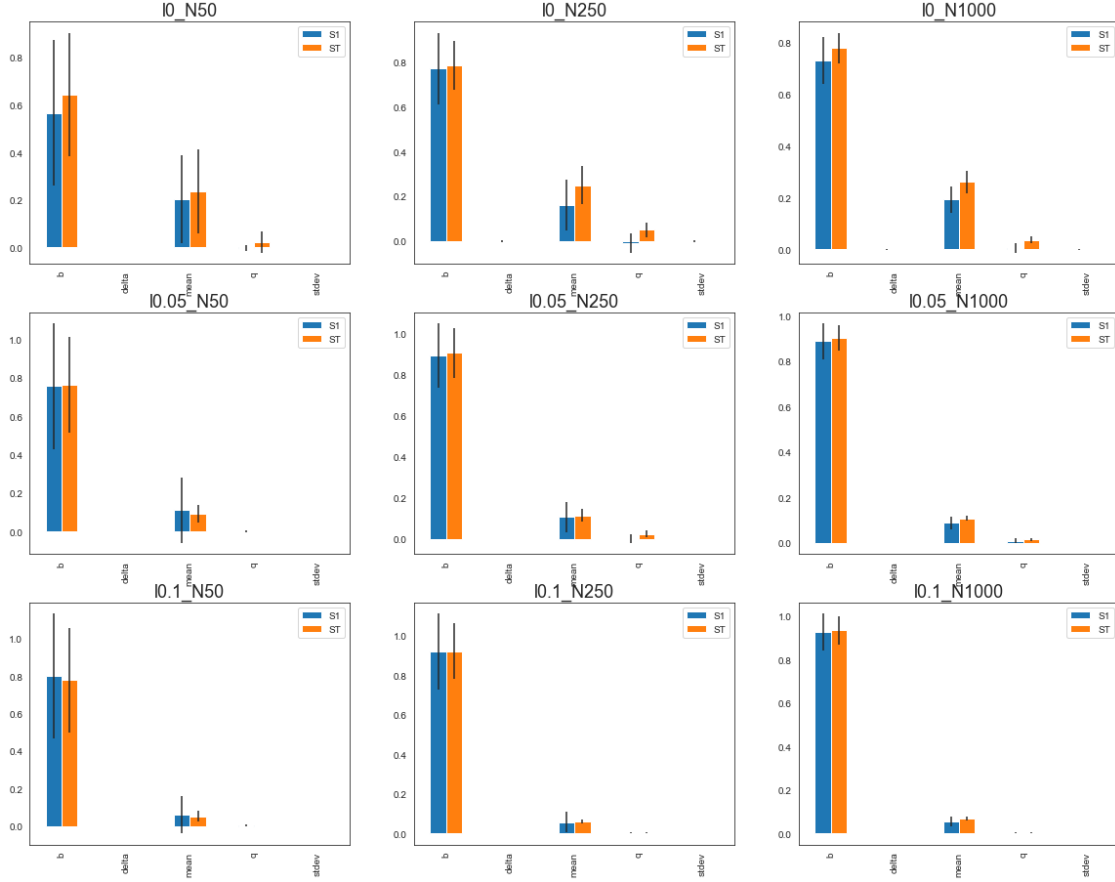 I0_N50
S1
ST
0.8
0.6
0.4
0.2
0.0
b
delta
mean
q
stdev
I0_N250
S1
ST
0.8
0.6
0.4
0.2
0.0
b
delta
mean
q
stdev
I0_N1000
S1
ST
0.8
0.6
0.4
0.2
0.0
b
delta
mean
q
stdev
I0.05_N50
S1
ST
1.0
0.8
0.6
0.4
0.2
0.0
b
delta
mean
q
stdev
I0.05_N250
S1
ST
1.0
0.8
0.6
0.4
0.2
0.0
b
delta
mean
q
stdev
I0.05_N1000
S1
ST
1.0
0.8
0.6
0.4
0.2
0.0
b
delta
mean
q
stdev
I0.1_N50
S1
ST
1.0
0.8
0.6
0.4
0.2
0.0
b
delta
mean
q
stdev
I0.1_N250
S1
ST
1.0
0.8
0.6
0.4
0.2
0.0
b
delta
mean
q
stdev
I0.1_N1000
S1
ST
1.0
0.8
0.6
0.4
0.2
0.0
b
delta
mean
q
stdev